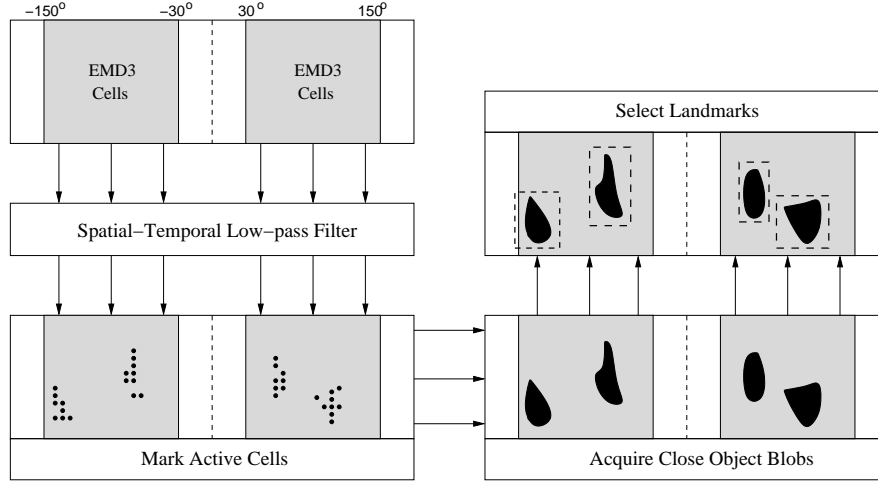 −150° −30° 30° 150°
EMD3 EMD3
Cells Cells
Select Landmarks
Spatial−Temporal Low−pass Filter
Mark Active Cells
Acquire Close Object Blobs